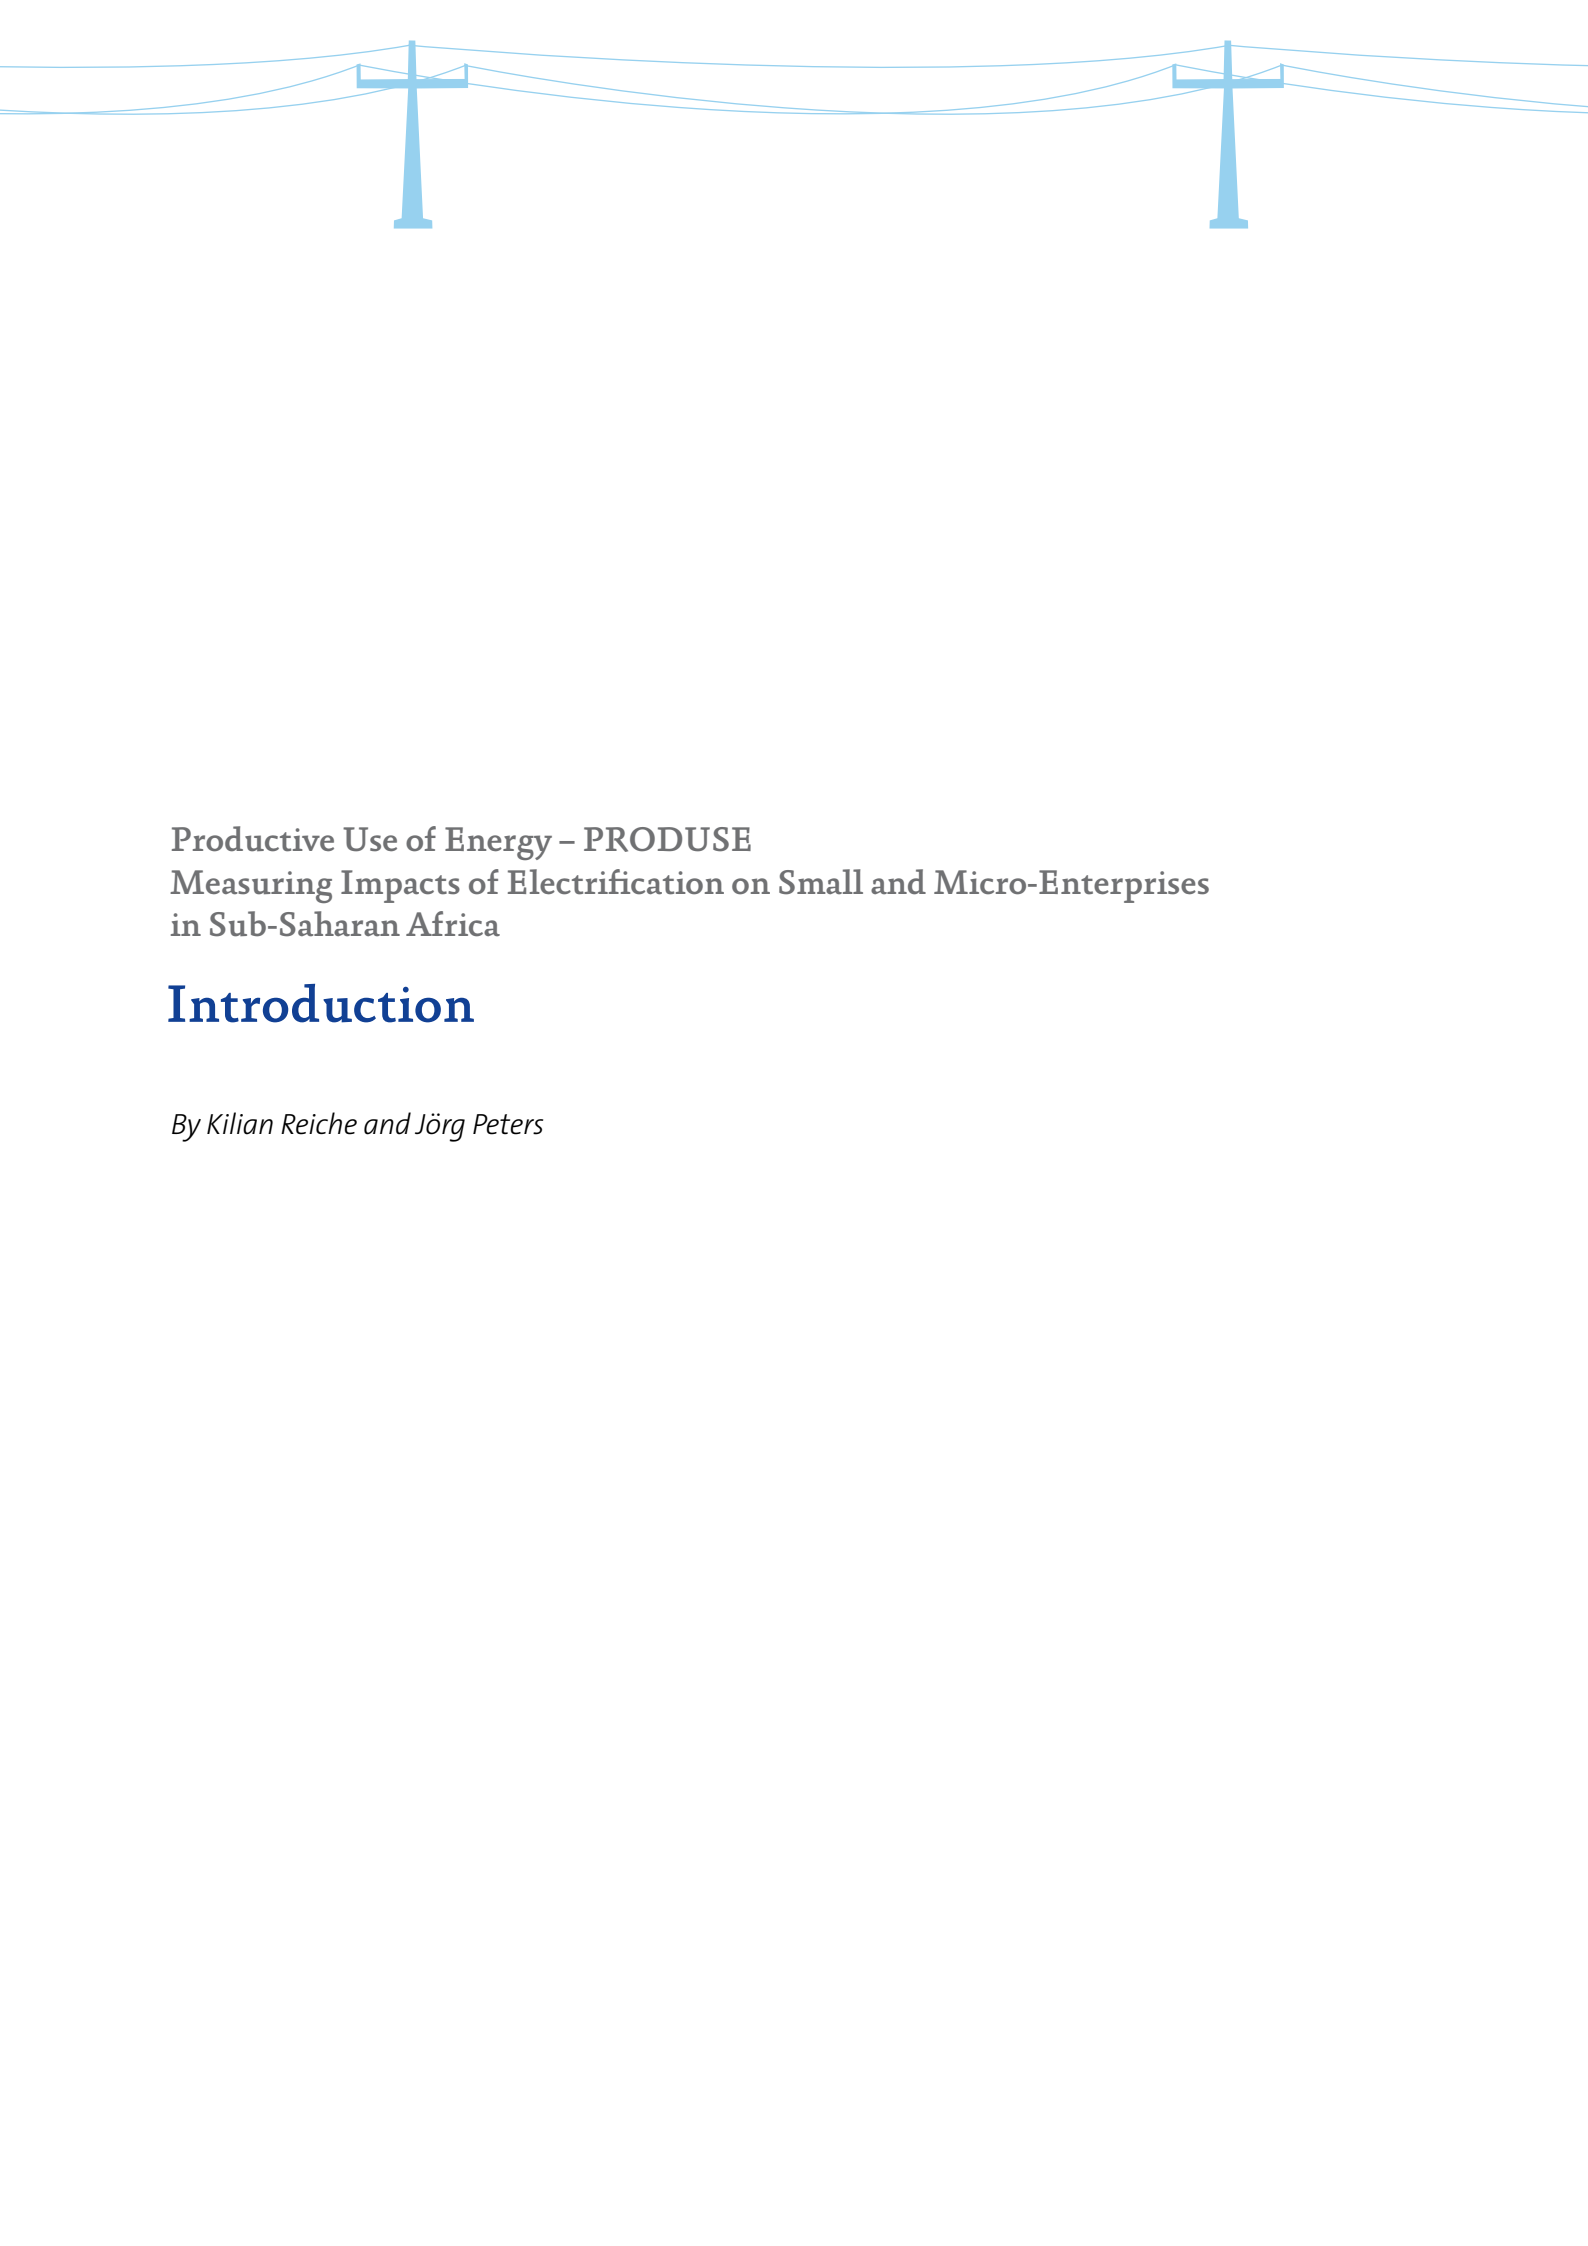 Productive Use of Energy – PRODUSE
Measuring Impacts of Electrification on Small and Micro-Enterprises
in Sub-Saharan Africa
Introduction
By Kilian Reiche and Jörg Peters